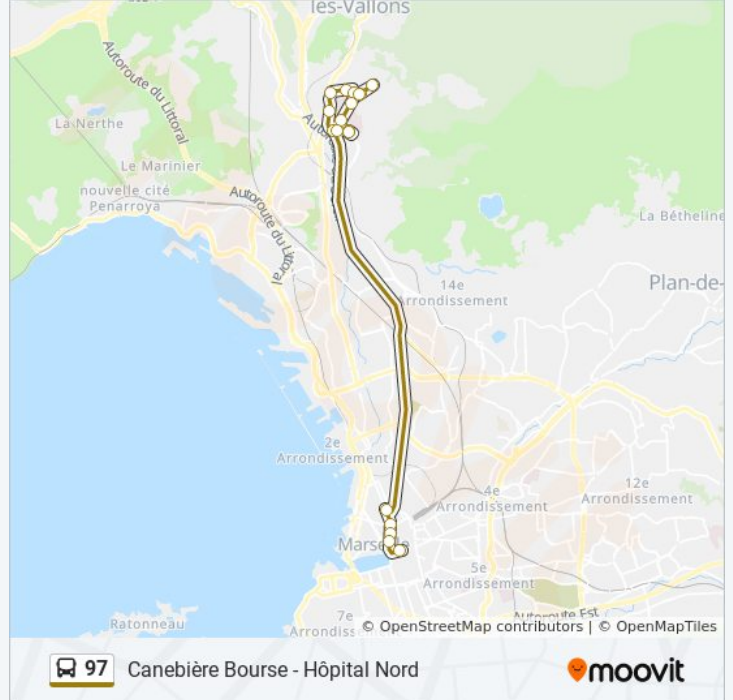 les-Vallons
Autoroute du Littoral
La Nerthe
Le Marinier
nouvelle cité
Penarroya
Autoroute du Littoral
La Bétheline
Plan-de-
14e
Arrondissement
2e
Arrondissement
12e
Arrondissement
4e
Arrondissement
5e
Arrondissement
7e
Autoroute Est
Ratonneau
© OpenStreetMap contributors | © OpenMapTiles
97 Canebière Bourse - Hôpital Nord
moovit